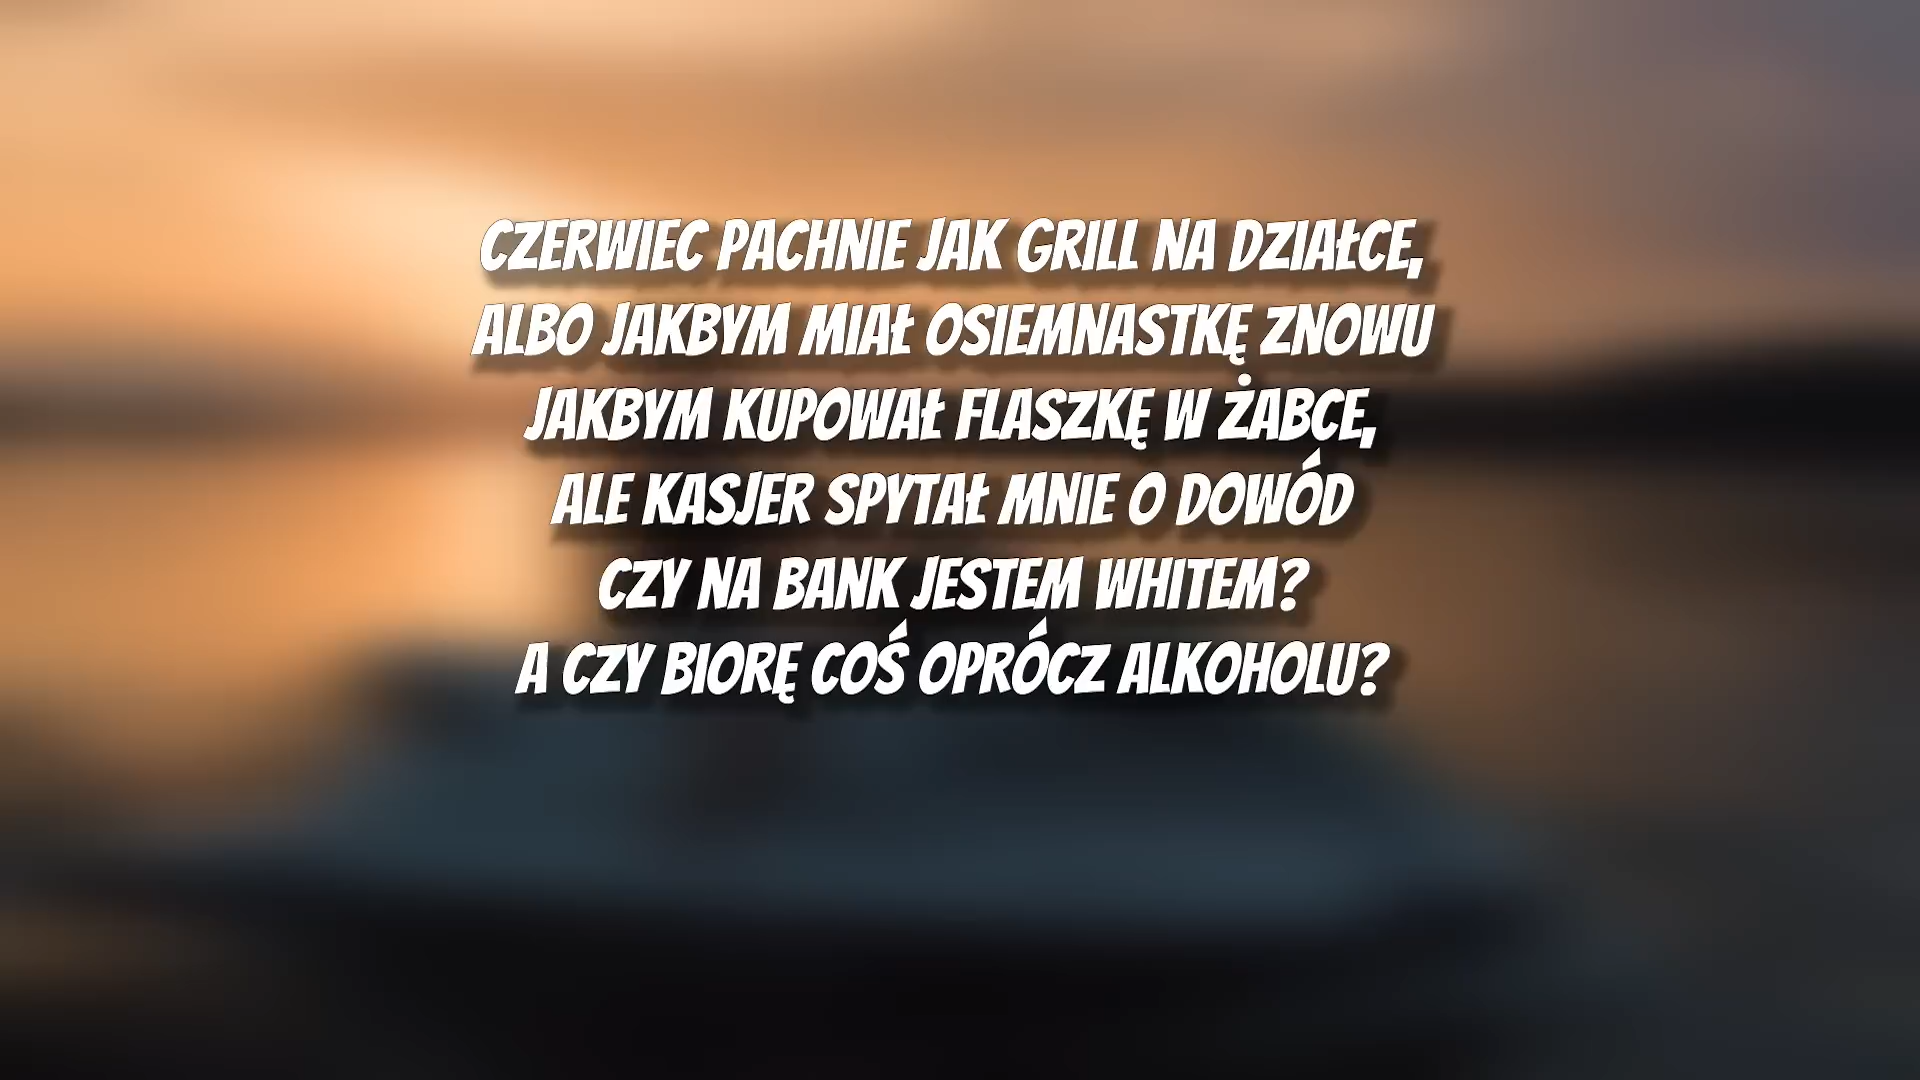 CZERWIEC PACHNIE JAK GRILL NA DZIAŁCE,
ALBO JAKBYM MIAŁ OSIEMNASTKĘ ZNOWU
JAKBYM KUPOWAŁ FLASZKĘ W ŻABCE,
ALE KASJER SPYTAŁ MNIE O DOWÓD
CZY NA BANK JESTEM WHITEM?
A CZY BIORĘ COŚ OPRÓCZ ALKOHOLU?